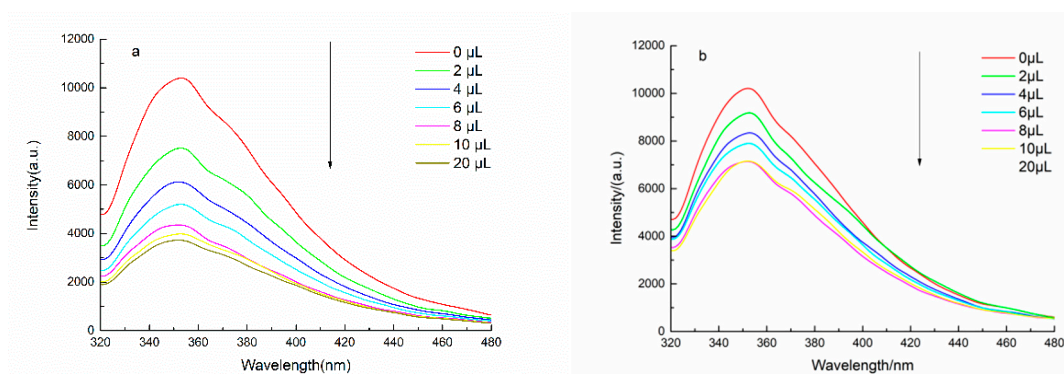 a
0 µL
2 µL
4 µL
6 µL
8 µL
10 µL
20 µL
12000
10000
8000
6000
4000
2000
0
Intensity(a.u.)
320 340 360 380 400 420 440 460 480
Wavelength(nm)
b
0µL
2µL
4µL
6µL
8µL
10µL
20µL
12000
10000
8000
6000
4000
2000
0
Intensity/(a.u.)
320 340 360 380 400 420 440 460 480
Wavelength/nm